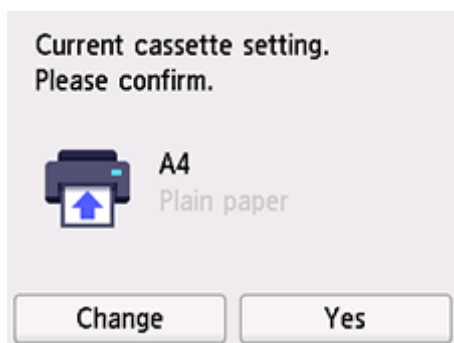 Current cassette setting.
Please confirm.
A4
Plain paper
Change
Yes